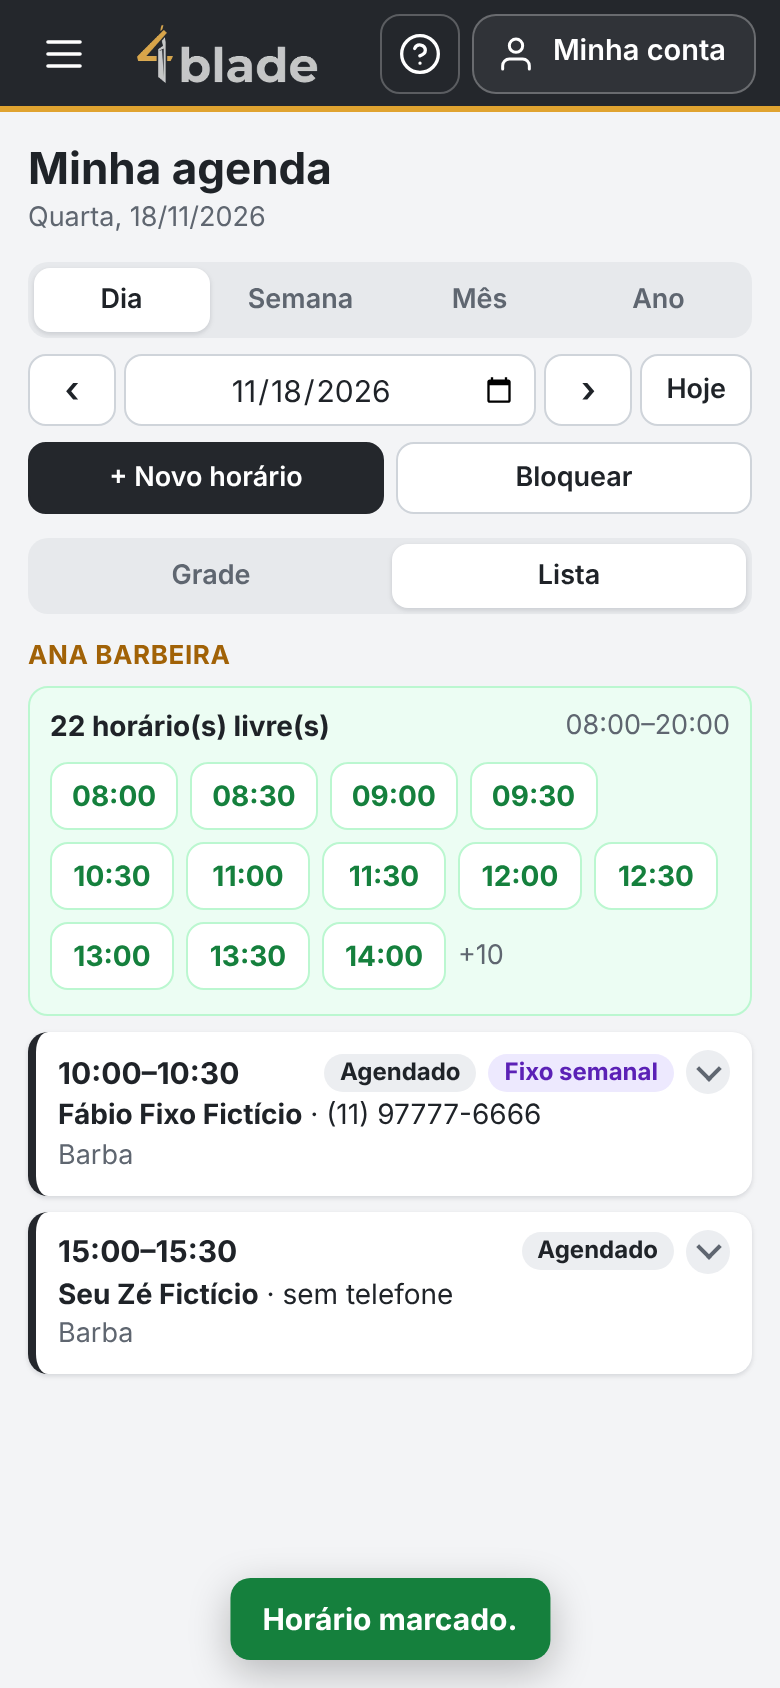 4blade
Minha conta
Minha agenda
Quarta, 18/11/2026
Dia Semana Mês Ano
‹ 11/18/2026 › Hoje
+ Novo horário Bloquear
Grade Lista
ANA BARBEIRA
22 horário(s) livre(s) 08:00–20:00
08:00 08:30 09:00 09:30
10:30 11:00 11:30 12:00 12:30
13:00 13:30 14:00 +10
10:00–10:30 Agendado Fixo semanal
Fábio Fixo Fictício · (11) 97777-6666
Barba
15:00–15:30 Agendado
Seu Zé Fictício · sem telefone
Barba
Horário marcado.